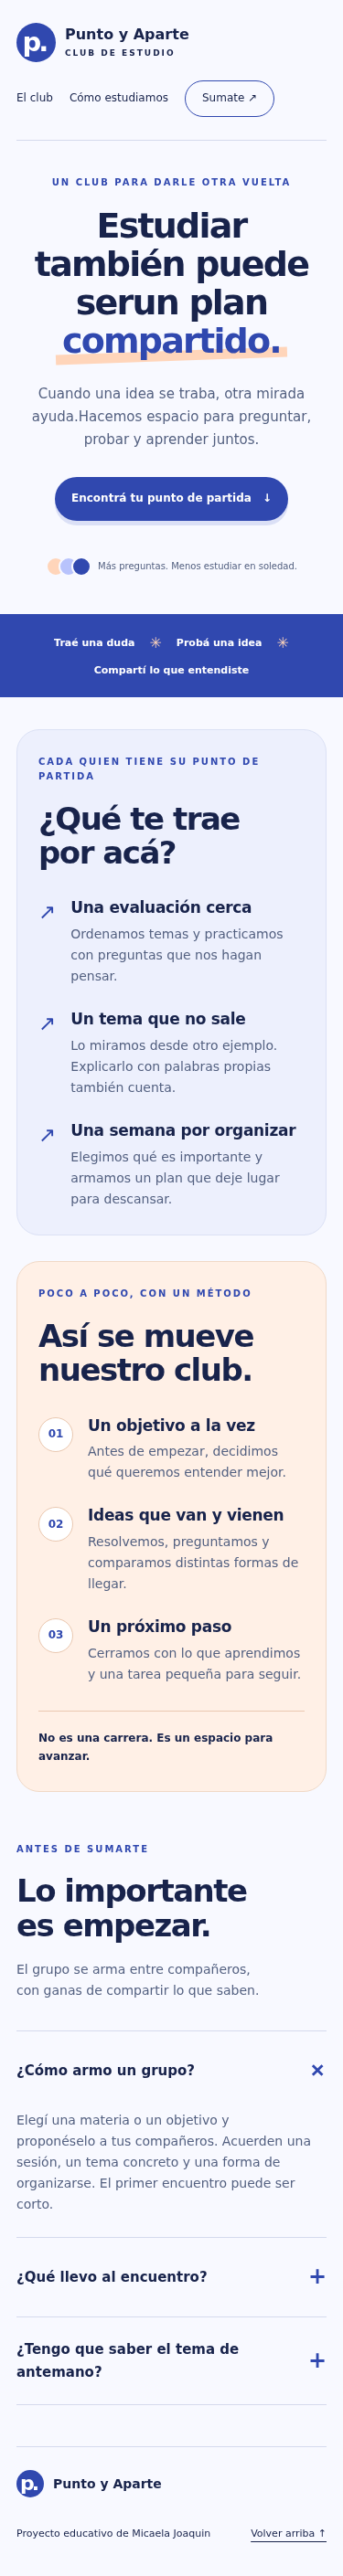 p.
Punto y Aparte
CLUB DE ESTUDIO
El club
Cómo estudiamos
Sumate ↗
UN CLUB PARA DARLE OTRA VUELTA
Estudiar
también puede
serun plan
compartido.
Cuando una idea se traba, otra mirada
ayuda.Hacemos espacio para preguntar,
probar y aprender juntos.
Encontrá tu punto de partida ↓
Más preguntas. Menos estudiar en soledad.
Traé una duda ✳ Probá una idea ✳
Compartí lo que entendiste
CADA QUIEN TIENE SU PUNTO DE
PARTIDA
¿Qué te trae
por acá?
↗ Una evaluación cerca
Ordenamos temas y practicamos
con preguntas que nos hagan
pensar.
↗ Un tema que no sale
Lo miramos desde otro ejemplo.
Explicarlo con palabras propias
también cuenta.
↗ Una semana por organizar
Elegimos qué es importante y
armamos un plan que deje lugar
para descansar.
POCO A POCO, CON UN MÉTODO
Así se mueve
nuestro club.
01 Un objetivo a la vez
Antes de empezar, decidimos
qué queremos entender mejor.
02 Ideas que van y vienen
Resolvemos, preguntamos y
comparamos distintas formas de
llegar.
03 Un próximo paso
Cerramos con lo que aprendimos
y una tarea pequeña para seguir.
No es una carrera. Es un espacio para
avanzar.
ANTES DE SUMARTE
Lo importante
es empezar.
El grupo se arma entre compañeros,
con ganas de compartir lo que saben.
¿Cómo armo un grupo? ×
Elegí una materia o un objetivo y
proponéselo a tus compañeros. Acuerden una
sesión, un tema concreto y una forma de
organizarse. El primer encuentro puede ser
corto.
¿Qué llevo al encuentro? +
¿Tengo que saber el tema de
antemano? +
p.
Punto y Aparte
Proyecto educativo de Micaela Joaquin
Volver arriba ↑